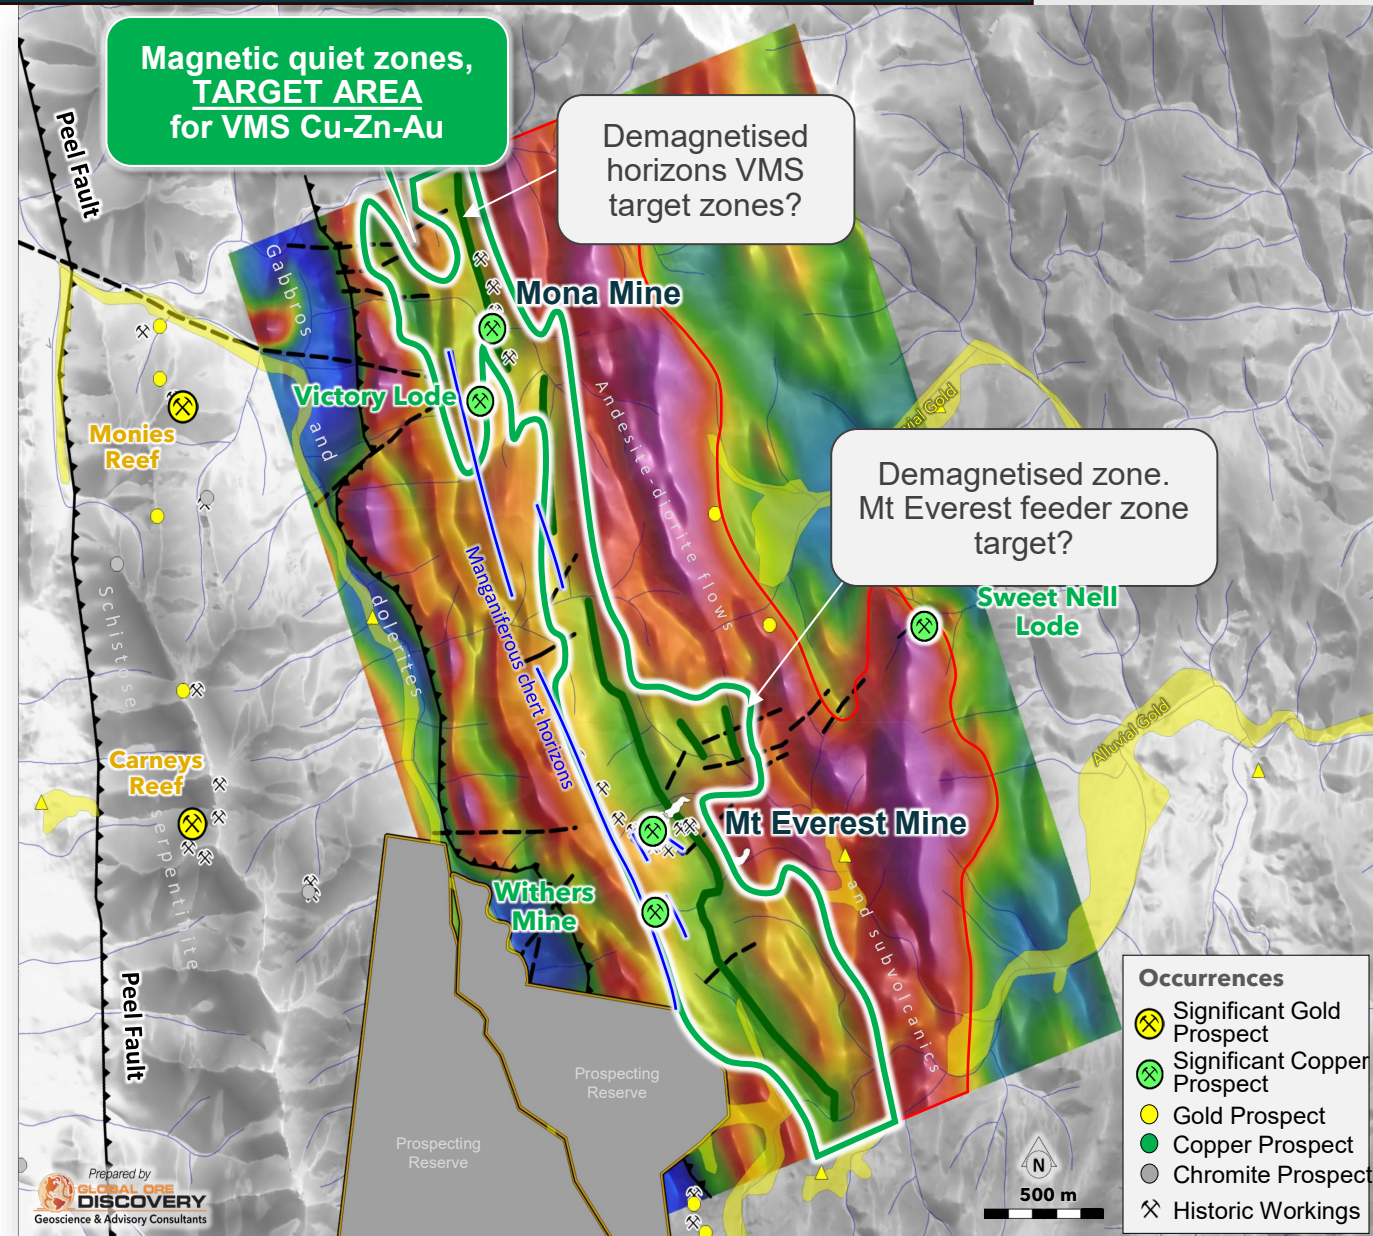 Magnetic quiet zones,
TARGET AREA
for VMS Cu-Zn-Au
Demagnetised
horizons VMS
target zones?
Peel Fault
Gabbros and dolerites
Mona Mine
Victory Lode
Monies
Reef
Andesite-diorite flows
and subvolcanics
vial Gold
Demagnetised zone.
Mt Everest feeder zone
target?
Sweet Nell
Lode
Manganiferous chert horizons
Schistose
serpentinite
Alluvial Gold
Carneys
Reef
Mt Everest Mine
Withers
Mine
Peel Fault
Prospecting
Reserve
Prospecting
Reserve
Occurrences
Significant Gold
Prospect
Significant Copper
Prospect
Gold Prospect
Copper Prospect
Chromite Prospect
Historic Workings
N
500 m
Prepared by
GLOBAL ORE
DISCOVERY
Geoscience & Advisory Consultants